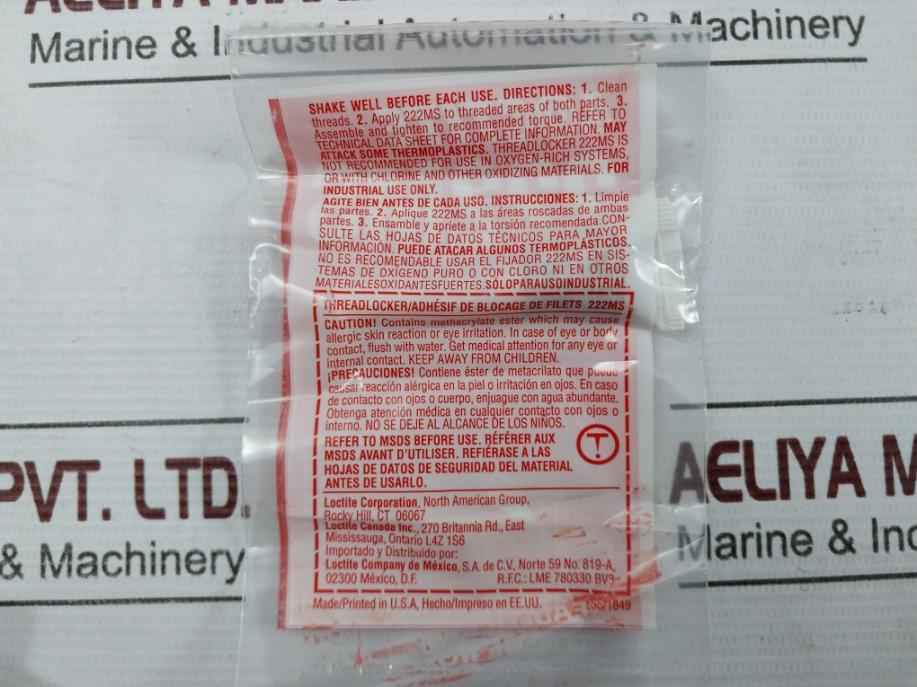 AELIYA M
Marine & Industrial Automation & Machinery
SHAKE WELL BEFORE EACH USE. DIRECTIONS: 1. Clean
threads. 2. Apply 222MS to threaded areas of both parts. 3.
Assemble and tighten to recommended torque. REFER TO
TECHNICAL DATA SHEET FOR COMPLETE INFORMATION. MAY
ATTACK SOME THERMOPLASTICS. THREADLOCKER 222MS IS
NOT RECOMMENDED FOR USE IN OXYGEN-RICH SYSTEMS,
OR WITH CHLORINE AND OTHER OXIDIZING MATERIALS. FOR
INDUSTRIAL USE ONLY.
AGITE BIEN ANTES DE CADA USO. INSTRUCCIONES: 1. Limpie
las partes. 2. Aplique 222MS a las áreas roscadas de ambas
partes. 3. Ensamble y apriete a la torsión recomendada.CON-
SULTE LAS HOJAS DE DATOS TÉCNICOS PARA MAYOR
INFORMACIÓN. PUEDE ATACAR ALGUNOS TERMOPLÁSTICOS.
NO ES RECOMENDABLE USAR EL FIJADOR 222MS EN SIS-
TEMAS DE OXÍGENO PURO O CON CLORO NI EN OTROS
MATERIALESOXIDANTESFUERTES.SÓLOPARAUSOINDUSTRIAL.
THREADLOCKER/ADHÉSIF DE BLOCAGE DE FILETS 222MS
CAUTION! Contains methacrylate ester which may cause
allergic skin reaction or eye irritation. In case of eye or body
contact, flush with water. Get medical attention for any eye or
internal contact. KEEP AWAY FROM CHILDREN.
¡PRECAUCIONES! Contiene éster de metacrilato que puede
causar reacción alérgica en la piel o irritación en ojos. En caso
de contacto con ojos o cuerpo, enjuague con agua abundante.
Obtenga atención médica en cualquier contacto con ojos o
interno. NO SE DEJE AL ALCANCE DE LOS NIÑOS.
REFER TO MSDS BEFORE USE. RÉFÉRER AUX
MSDS AVANT D'UTILISER. REFIÉRASE A LAS
HOJAS DE DATOS DE SEGURIDAD DEL MATERIAL
ANTES DE USARLO.
T
Loctite Corporation, North American Group,
Rocky Hill, CT 06067
Loctite Canada Inc., 270 Britannia Rd., East
Mississauga, Ontario L4Z 1S6
Importado y Distribuido por:
Loctite Company de México, S.A. de C.V., Norte 59 No. 819-A,
02300 México, D.F. R.F.C.: LME 780330 BV3
Made/Printed in U.S.A, Hecho/Impreso en EE.UU.
PVT. LTD.
& Machinery
AELIYA M
Marine & Ind